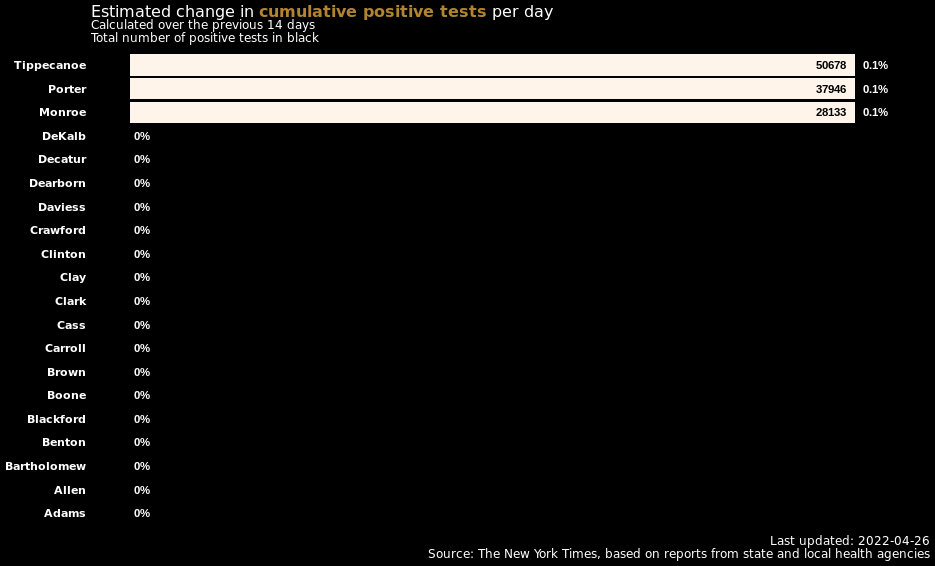 Estimated change in cumulative positive tests per day
Calculated over the previous 14 days
Total number of positive tests in black
Tippecanoe 50678 0.1%
Porter 37946 0.1%
Monroe 28133 0.1%
DeKalb 0%
Decatur 0%
Dearborn 0%
Daviess 0%
Crawford 0%
Clinton 0%
Clay 0%
Clark 0%
Cass 0%
Carroll 0%
Brown 0%
Boone 0%
Blackford 0%
Benton 0%
Bartholomew 0%
Allen 0%
Adams 0%
Last updated: 2022-04-26
Source: The New York Times, based on reports from state and local health agencies